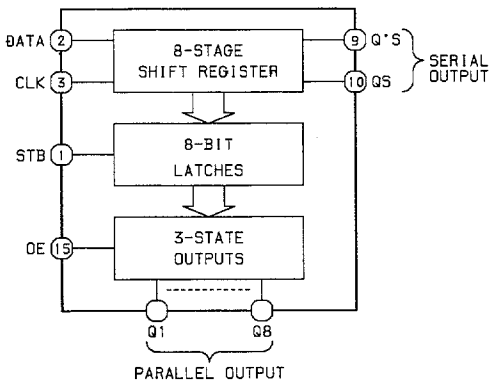 DATA 2 8-STAGE 9 Q'S
CLK 3 SHIFT REGISTER 10 QS
SERIAL
OUTPUT
STB 1 8-BIT
LATCHES
OE 15 3-STATE
OUTPUTS
Q1 Q8
PARALLEL OUTPUT